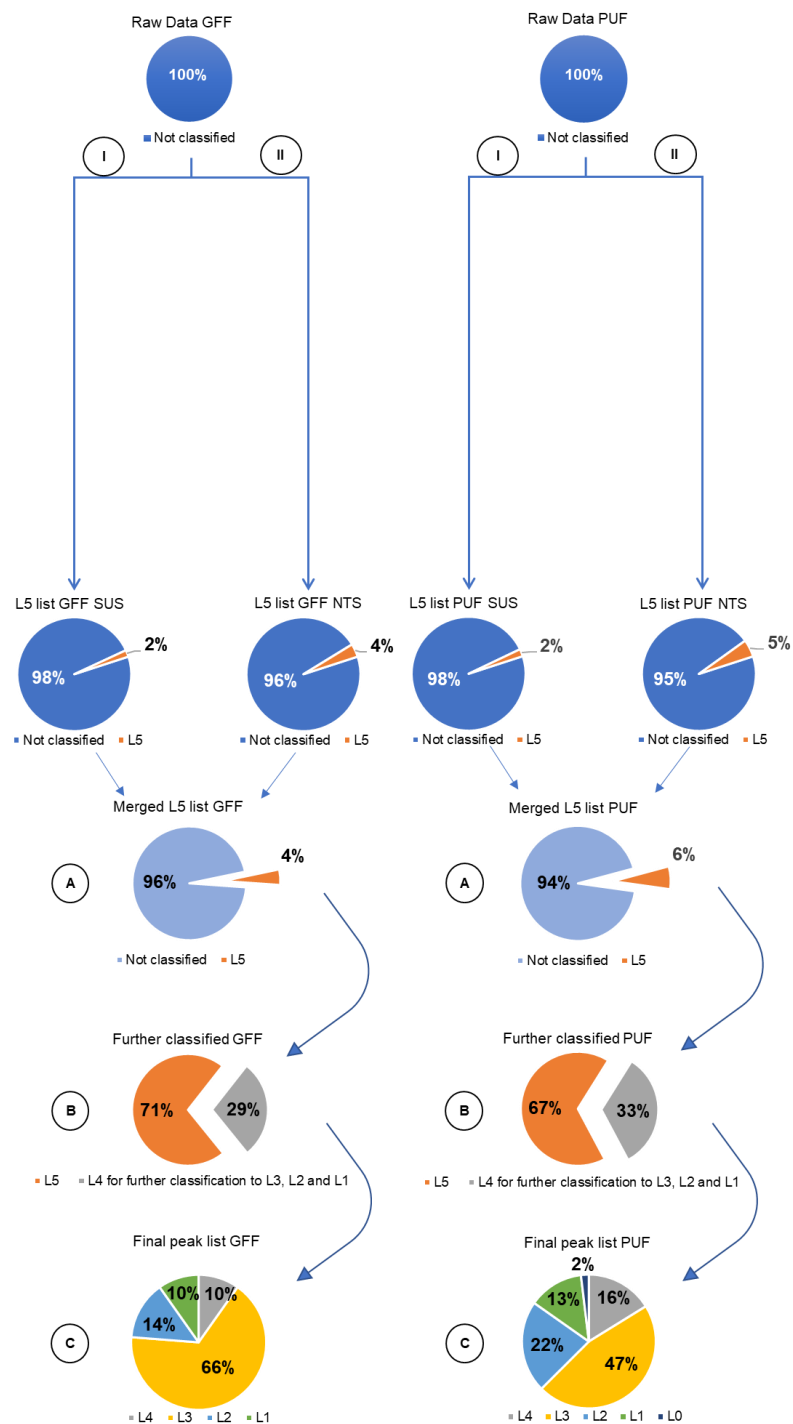 Raw Data GFF
Raw Data PUF
100%
100%
Not classified
Not classified
I
II
I
II
L5 list GFF SUS
L5 list GFF NTS
L5 list PUF SUS
L5 list PUF NTS
98%
2%
96%
4%
98%
2%
95%
5%
Not classified L5
Not classified L5
Not classified L5
Not classified L5
Merged L5 list GFF
Merged L5 list PUF
A
96%
4%
A
94%
6%
Not classified L5
Not classified L5
Further classified GFF
Further classified PUF
B
71%
29%
B
67%
33%
L5 L4 for further classification to L3, L2 and L1
L5 L4 for further classification to L3, L2 and L1
Final peak list GFF
Final peak list PUF
C
10%
10%
14%
66%
C
2%
13%
16%
22%
47%
L4 L3 L2 L1
L4 L3 L2 L1 L0